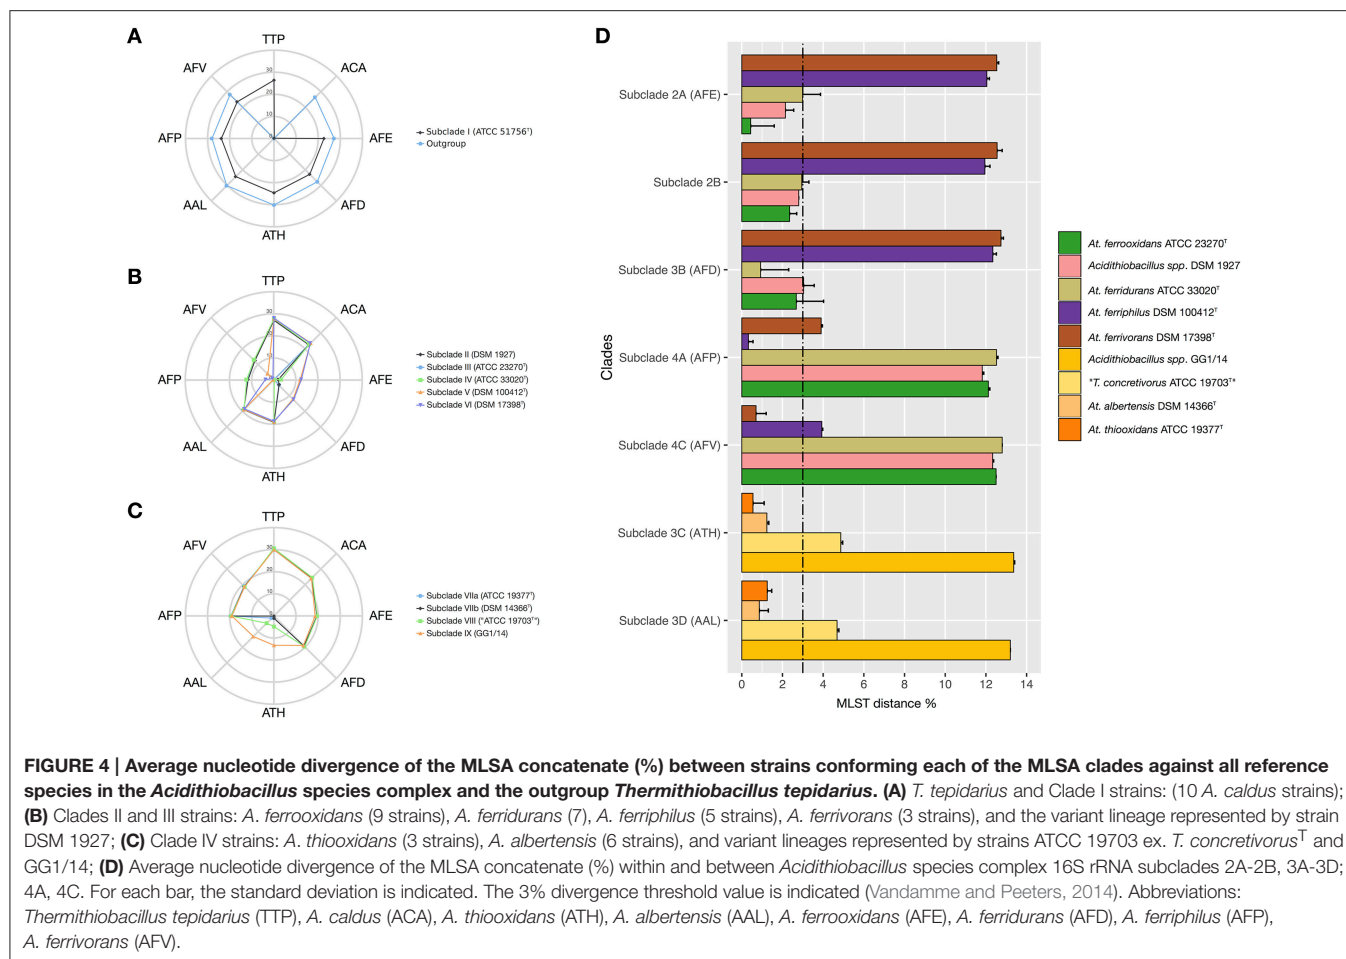 A
TTP
AFV
ACA
30
20
10
0
AFP
AFE
AAL
AFD
ATH
Subclade I (ATCC 51756ᵀ)
Outgroup
B
TTP
AFV
ACA
30
20
10
AFP
AFE
AAL
AFD
ATH
Subclade II (DSM 1927)
Subclade III (ATCC 23270ᵀ)
Subclade IV (ATCC 33020ᵀ)
Subclade V (DSM 100412ᵀ)
Subclade VI (DSM 17398ᵀ)
C
TTP
AFV
ACA
30
20
10
AFP
AFE
AAL
AFD
ATH
Subclade VIIa (ATCC 19377ᵀ)
Subclade VIIb (DSM 14366ᵀ)
Subclade VIII ("ATCC 19703ᵀ")
Subclade IX (GG1/14)
D
Clades
Subclade 2A (AFE)
Subclade 2B
Subclade 3B (AFD)
Subclade 4A (AFP)
Subclade 4C (AFV)
Subclade 3C (ATH)
Subclade 3D (AAL)
0 2 4 6 8 10 12 14
MLST distance %
At. ferrooxidans ATCC 23270ᵀ
Acidithiobacillus spp. DSM 1927
At. ferridurans ATCC 33020ᵀ
At. ferriphilus DSM 100412ᵀ
At. ferrivorans DSM 17398ᵀ
Acidithiobacillus spp. GG1/14
"T. concretivorus ATCC 19703ᵀ"
At. albertensis DSM 14366ᵀ
At. thiooxidans ATCC 19377ᵀ
FIGURE 4 | Average nucleotide divergence of the MLSA concatenate (%) between strains conforming each of the MLSA clades against all reference
species in the Acidithiobacillus species complex and the outgroup Thermithiobacillus tepidarius. (A) T. tepidarius and Clade I strains: (10 A. caldus strains);
(B) Clades II and III strains: A. ferrooxidans (9 strains), A. ferridurans (7), A. ferriphilus (5 strains), A. ferrivorans (3 strains), and the variant lineage represented by strain
DSM 1927; (C) Clade IV strains: A. thiooxidans (3 strains), A. albertensis (6 strains), and variant lineages represented by strains ATCC 19703 ex. T. concretivorusᵀ and
GG1/14; (D) Average nucleotide divergence of the MLSA concatenate (%) within and between Acidithiobacillus species complex 16S rRNA subclades 2A-2B, 3A-3D;
4A, 4C. For each bar, the standard deviation is indicated. The 3% divergence threshold value is indicated (Vandamme and Peeters, 2014). Abbreviations:
Thermithiobacillus tepidarius (TTP), A. caldus (ACA), A. thiooxidans (ATH), A. albertensis (AAL), A. ferrooxidans (AFE), A. ferridurans (AFD), A. ferriphilus (AFP),
A. ferrivorans (AFV).